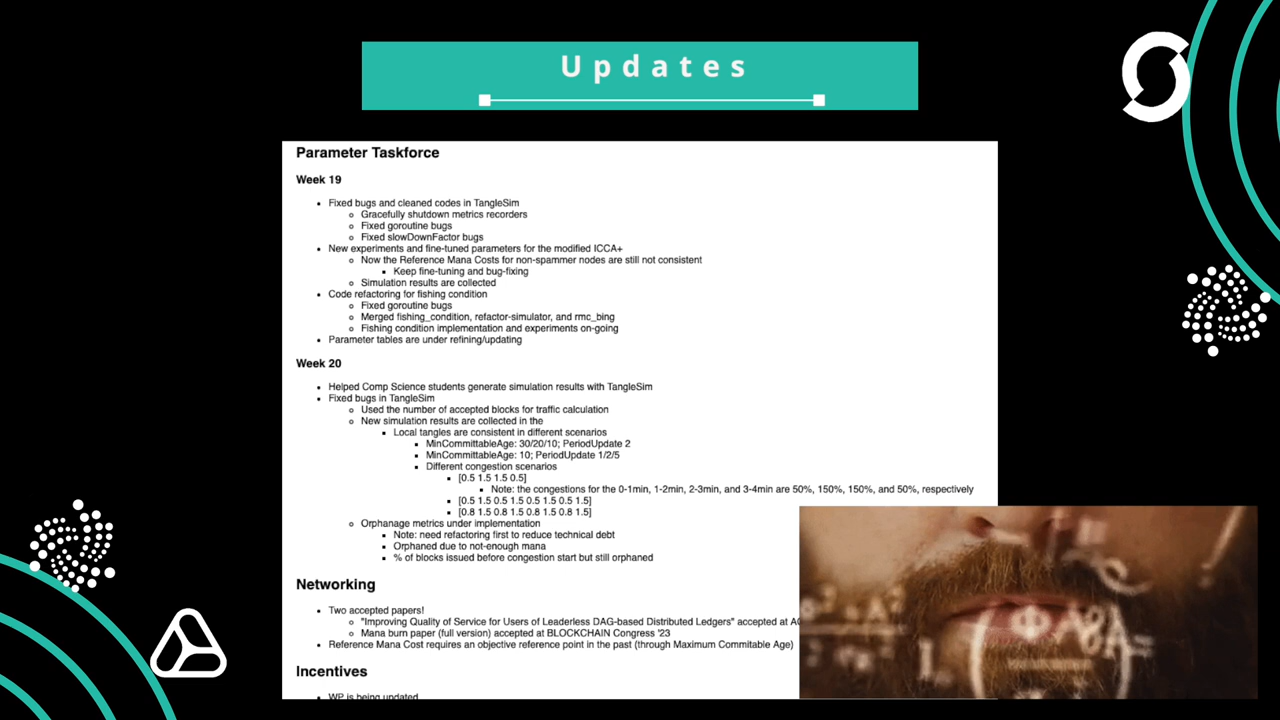 Updates
Parameter Taskforce
Week 19
Fixed bugs and cleaned codes in TangleSim
Gracefully shutdown metrics recorders
Fixed goroutine bugs
Fixed slowDownFactor bugs
New experiments and fine-tuned parameters for the modified ICCA+
Now the Reference Mana Costs for non-spammer nodes are still not consistent
Keep fine-tuning and bug-fixing
Simulation results are collected
Code refactoring for fishing condition
Fixed goroutine bugs
Merged fishing_condition, refactor-simulator, and rmc_bing
Fishing condition implementation and experiments on-going
Parameter tables are under refining/updating
Week 20
Helped Comp Science students generate simulation results with TangleSim
Fixed bugs in TangleSim
Used the number of accepted blocks for traffic calculation
New simulation results are collected in the
Local tangles are consistent in different scenarios
MinCommittableAge: 30/20/10; PeriodUpdate 2
MinCommittableAge: 10; PeriodUpdate 1/2/5
Different congestion scenarios
[0.5 1.5 1.5 0.5]
Note: the congestions for the 0-1min, 1-2min, 2-3min, and 3-4min are 50%, 150%, 150%, and 50%, respectively
[0.5 1.5 0.5 1.5 0.5 1.5 0.5 1.5]
[0.8 1.5 0.8 1.5 0.8 1.5 0.8 1.5]
Orphanage metrics under implementation
Note: need refactoring first to reduce technical debt
Orphaned due to not-enough mana
% of blocks issued before congestion start but still orphaned
Networking
Two accepted papers!
"Improving Quality of Service for Users of Leaderless DAG-based Distributed Ledgers" accepted at
Mana burn paper (full version) accepted at BLOCKCHAIN Congress '23
Reference Mana Cost requires an objective reference point in the past (through Maximum Commitable Age)
Incentives
WP is being updated